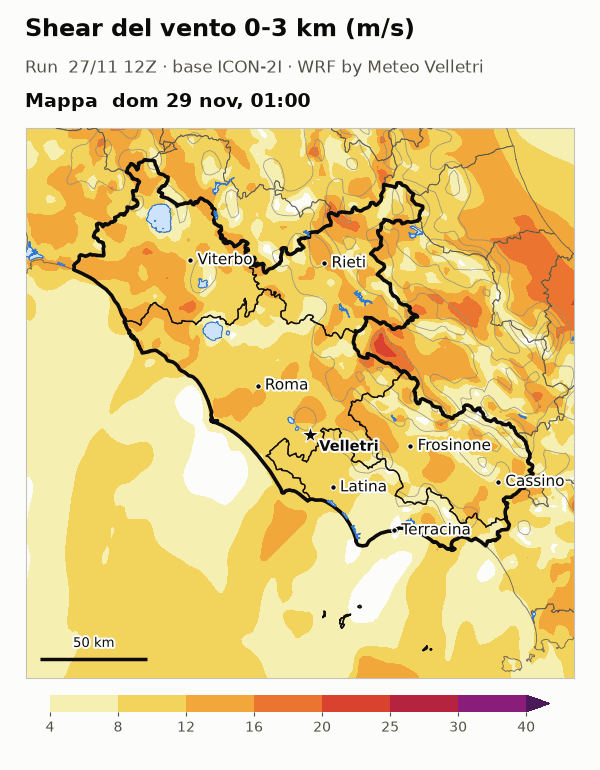 Shear del vento 0-3 km (m/s)
Run  27/11 12Z · base ICON-2I · WRF by Meteo Velletri
Mappa  dom 29 nov, 01:00
Viterbo
Rieti
Roma
Velletri
Frosinone
Latina
Cassino
Terracina
50 km
4 8 12 16 20 25 30 40